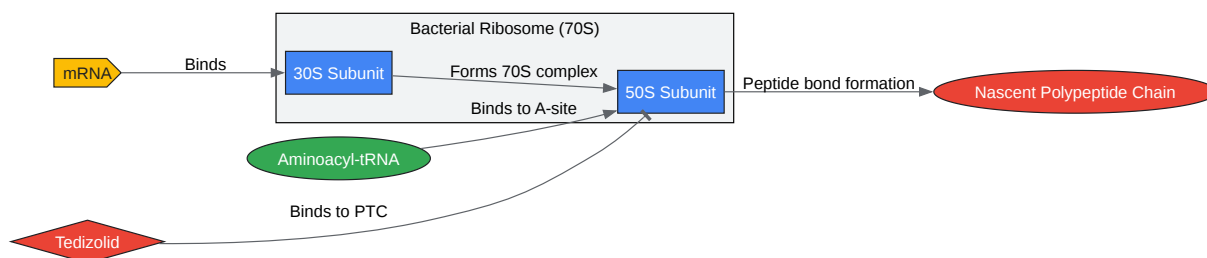 Bacterial Ribosome (70S)
mRNA
Binds
30S Subunit
Forms 70S complex
50S Subunit
Peptide bond formation
Nascent Polypeptide Chain
Binds to A-site
Aminoacyl-tRNA
Binds to PTC
Tedizolid